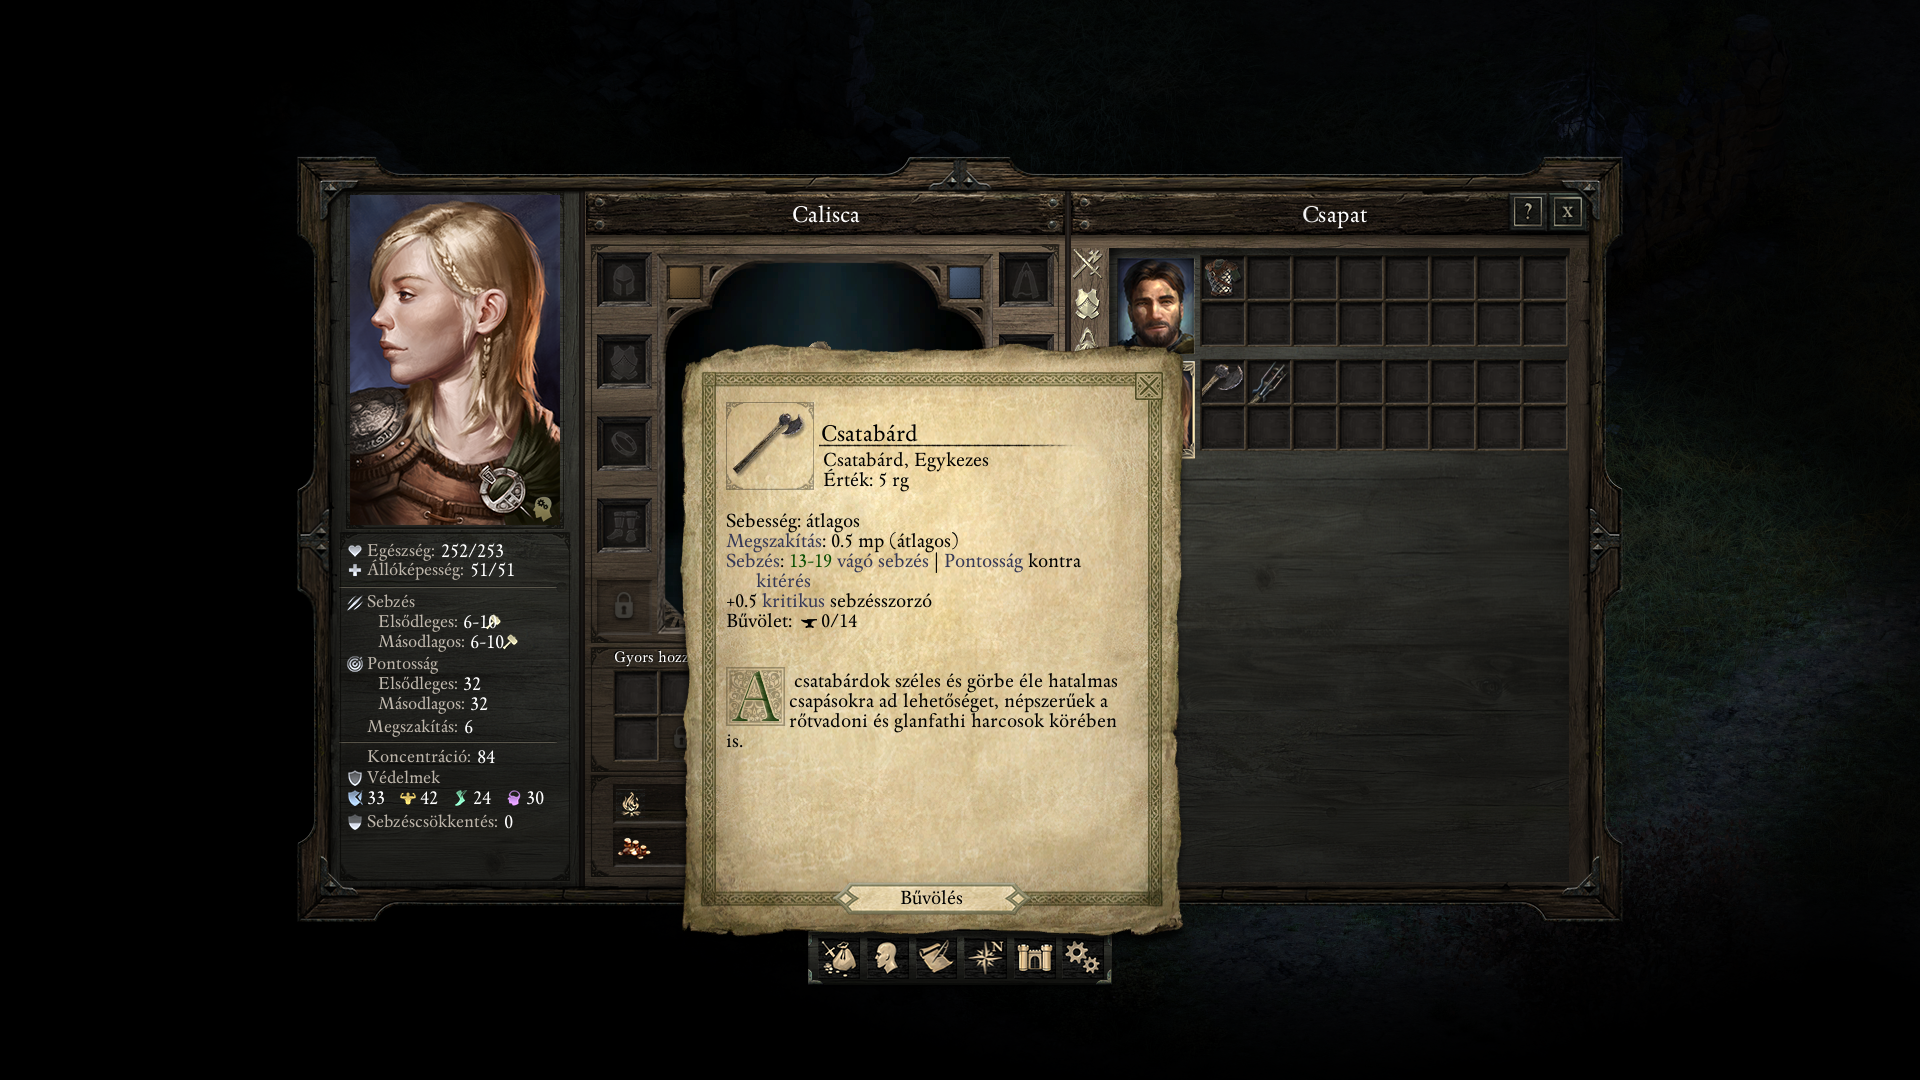 Calisca
Csapat
?
x
Csatabárd
Csatabárd, Egykezes
Érték: 5 rg
Sebesség: átlagos
Megszakítás: 0.5 mp (átlagos)
Sebzés: 13-19 vágó sebzés | Pontosság kontra
kitérés
+0.5 kritikus sebzésszorzó
Bűvölet: 0/14
A csatabárdok széles és görbe éle hatalmas
csapásokra ad lehetőséget, népszerűek a
rőtvadoni és glanfathi harcosok körében
is.
Bűvölés
Egészség: 252/253
Állóképesség: 51/51
Sebzés
Elsődleges: 6-10
Másodlagos: 6-10
Pontosság
Elsődleges: 32
Másodlagos: 32
Megszakítás: 6
Koncentráció: 84
Védelmek
33 42 24 30
Sebzéscsökkentés: 0
Gyors hozz
N